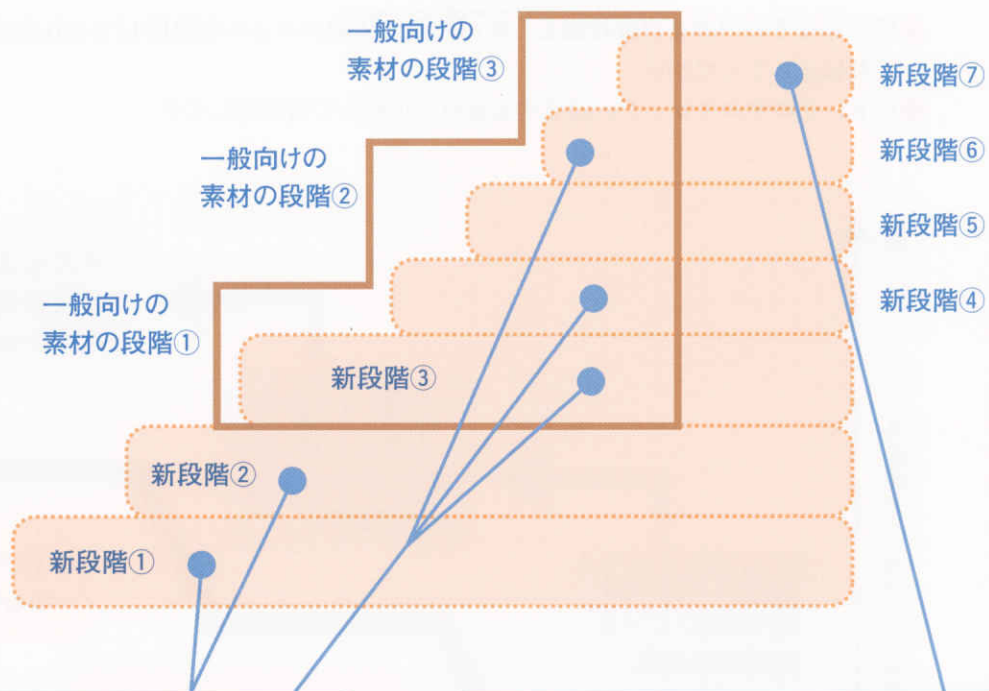 一般向けの
素材の段階③
新段階⑦
一般向けの
素材の段階②
新段階⑥
新段階⑤
一般向けの
素材の段階①
新段階④
新段階③
新段階②
新段階①